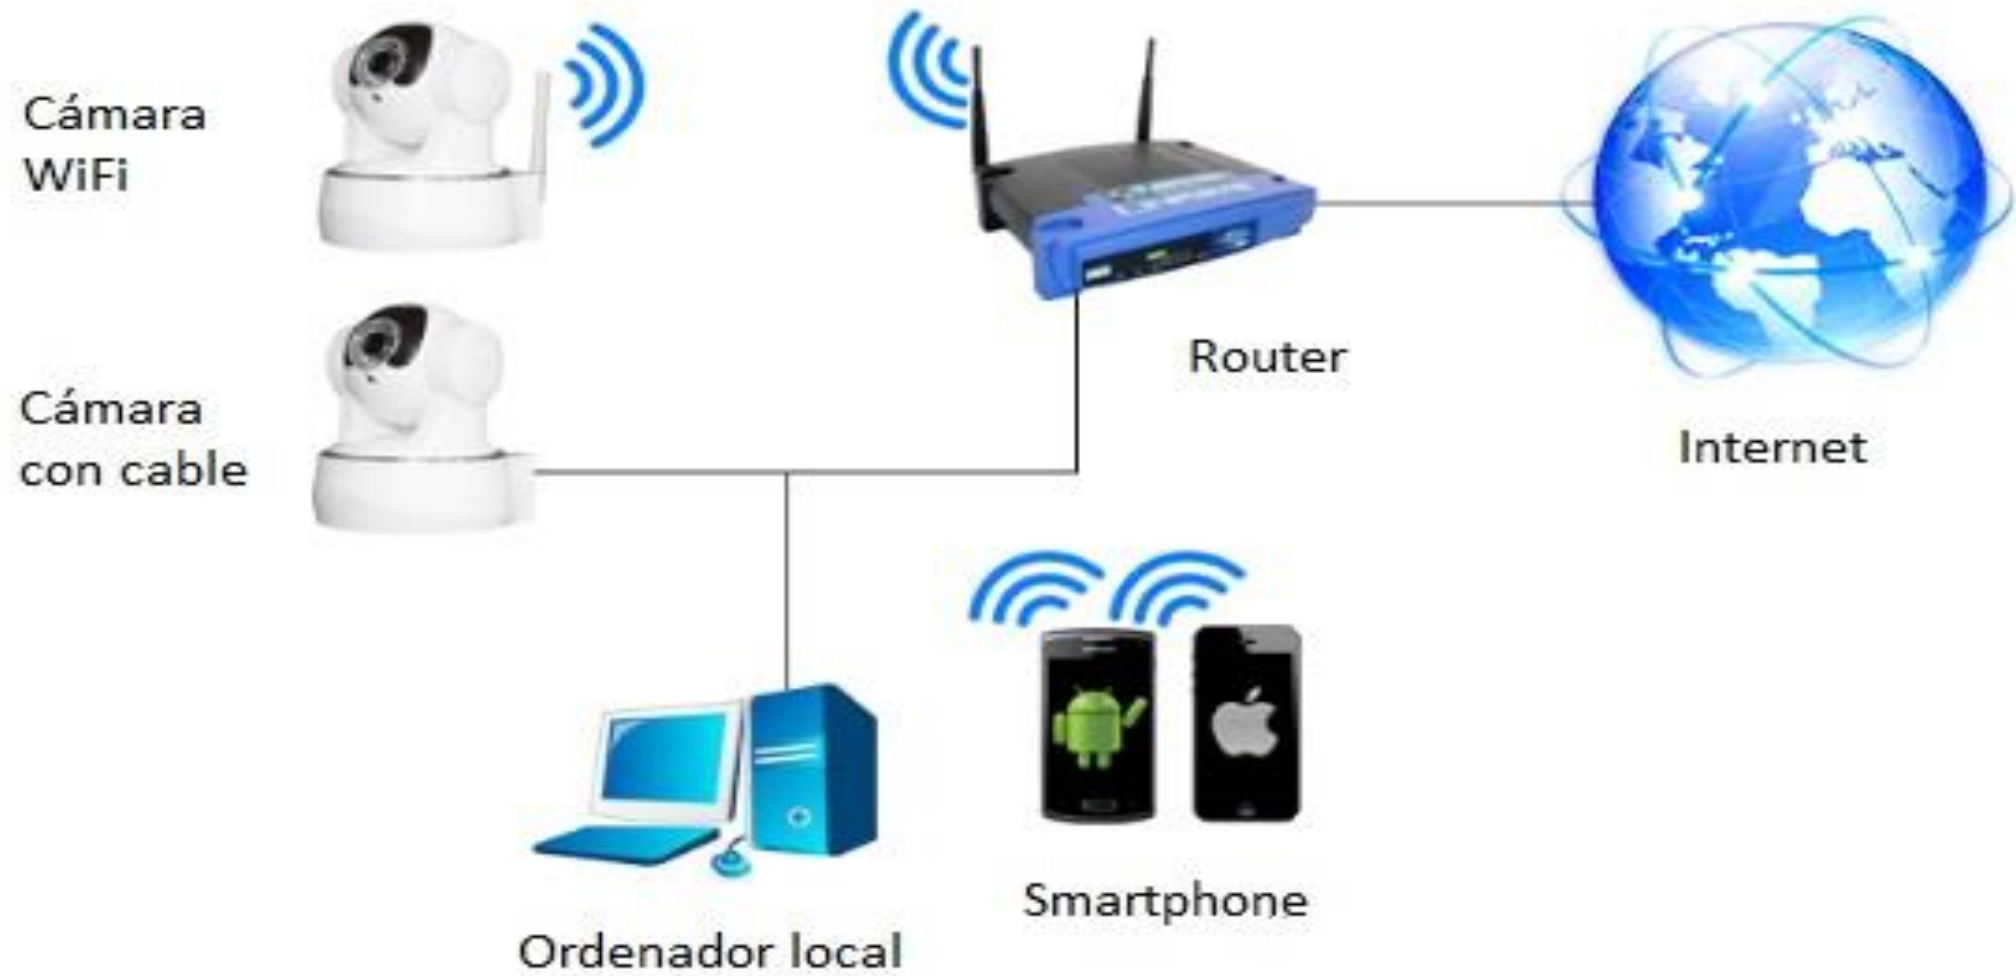 Cámara
WiFi
Router
Cámara
con cable
Internet
Smartphone
Ordenador local